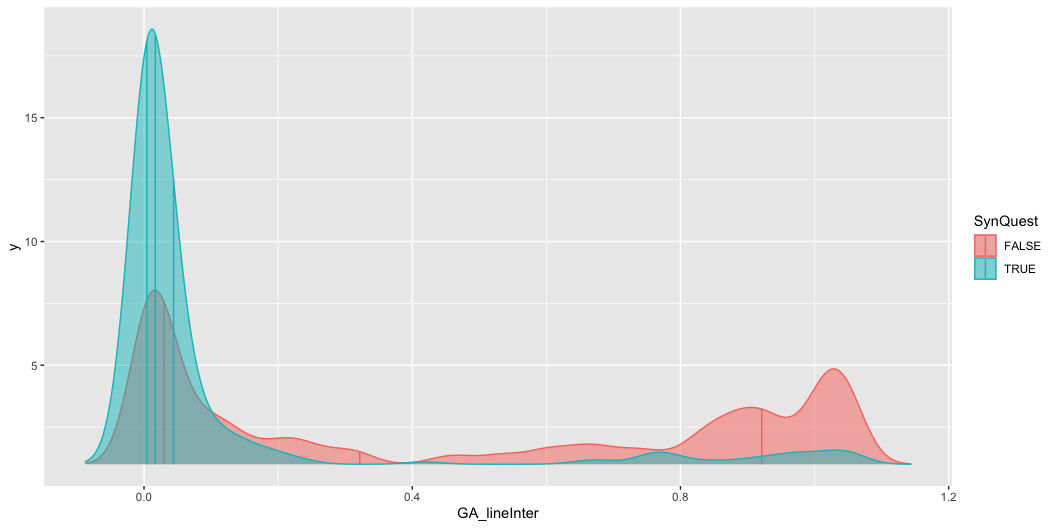 15
10
5
y
0.0 0.4 0.8 1.2
GA_lineInter
SynQuest
FALSE
TRUE